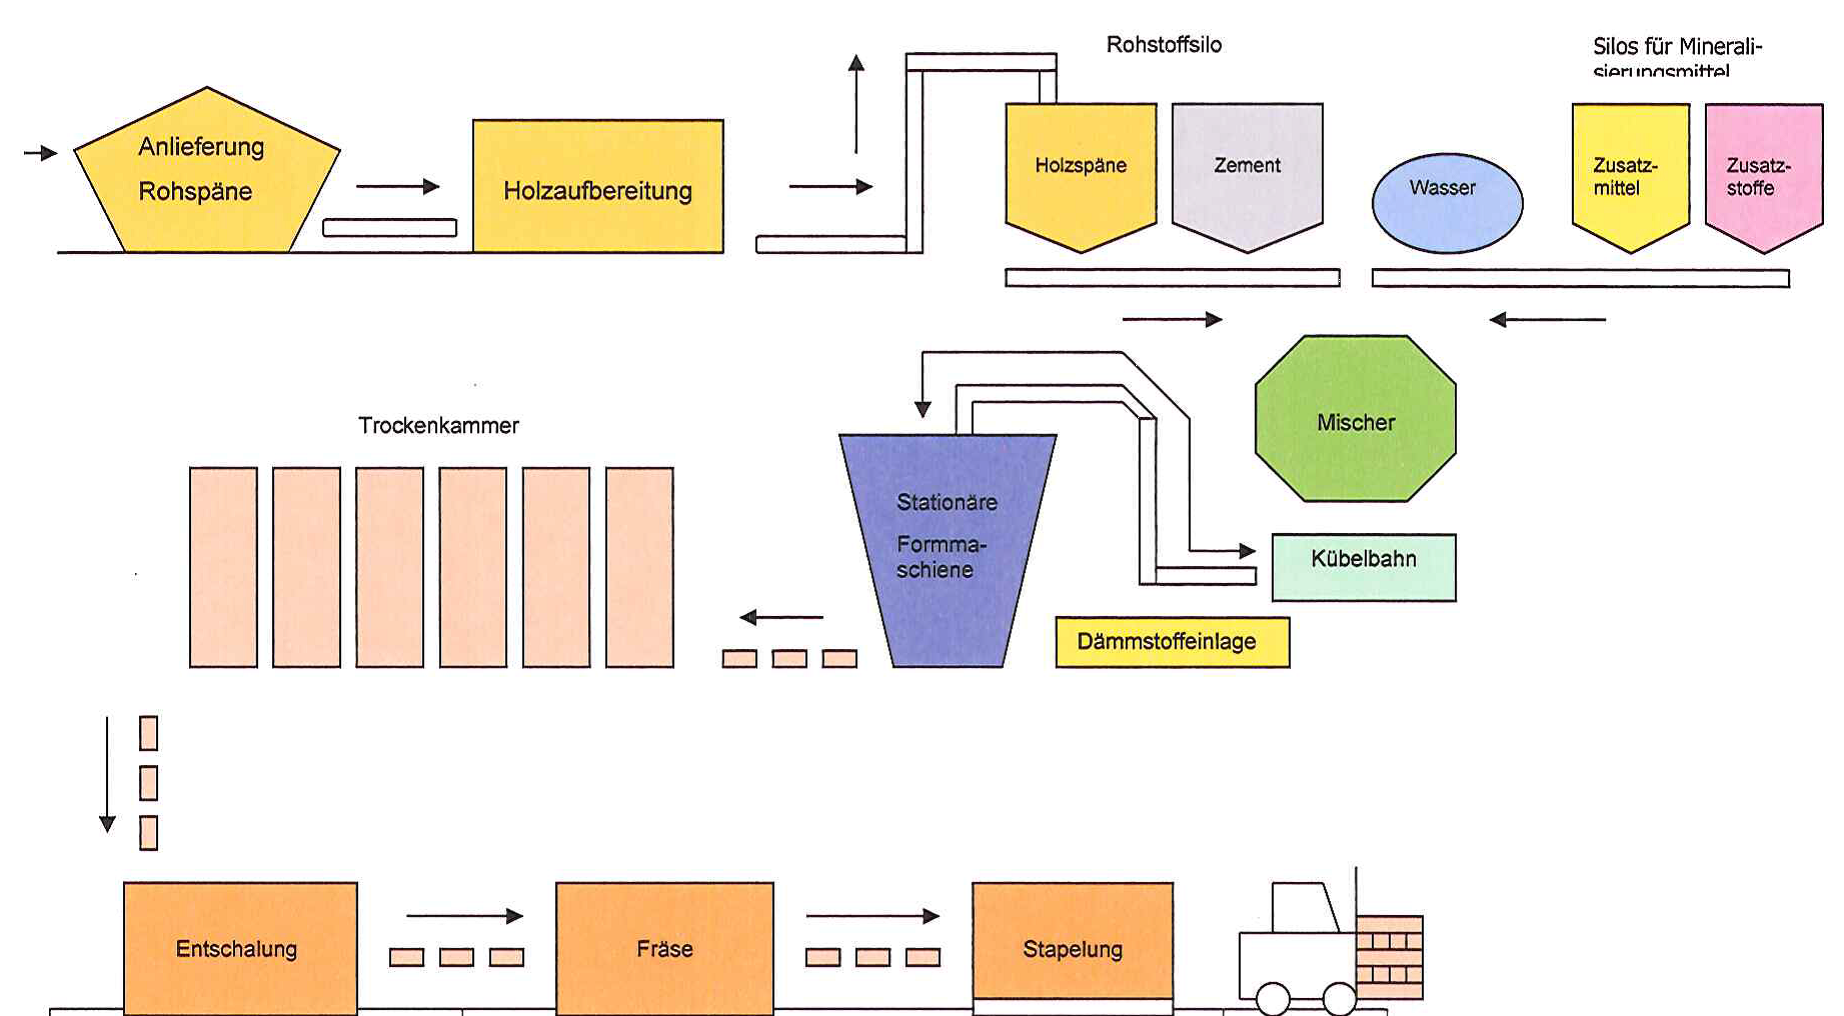 Rohstoffsilo
Silos für Minerali-
sierungsmittel
Anlieferung
Rohspäne
Holzaufbereitung
Holzspäne
Zement
Wasser
Zusatz-
mittel
Zusatz-
stoffe
Mischer
Trockenkammer
Stationäre
Formma-
schiene
Kübelbahn
Dämmstoffeinlage
Entschalung
Fräse
Stapelung